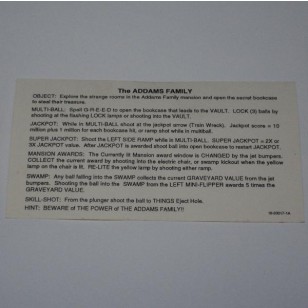 The ADDAMS FAMILY
OBJECT: Explore the strange rooms in the Addams Family mansion and open the secret bookcase
to steal their treasure.
MULTI-BALL: Spell G-R-E-E-D to open the bookcase that leads to the VAULT. LOCK (3) balls by
shooting at the flashing LOCK lamps or shooting into the VAULT.
JACKPOT: While in MULTI-BALL shoot at the jackpot arrow (Train Wreck). Jackpot score = 10
million plus 1 million for each bookcase hit, or ramp shot while in multiball.
SUPER JACKPOT: Shoot the LEFT SIDE RAMP while in MULTI-BALL. SUPER JACKPOT = 2X or
3X JACKPOT value. After JACKPOT is awarded shoot ball into open bookcase to restart JACKPOT.
MANSION AWARDS: The Currently lit Mansion award window is CHANGED by the jet bumpers.
COLLECT the current award by shooting into the electric chair, or swamp kickout when the yellow
lamp on the chair is lit. RE-LITE the yellow lamp by shooting the
SWAMP: Any ball falling into the SWAMP collects the current GRAVEYARD VALUE from the jet
bumpers. Shooting the ball into the SWAMP from the LEFT MINI-FLIPPER awards 5 times the
GRAVEYARD VALUE.
SKILL-SHOT: From the plunger shoot the ball to THINGS Eject Hole.
HINT: BEWARE of THE POWER of THE ADDAMS FAMILY!!